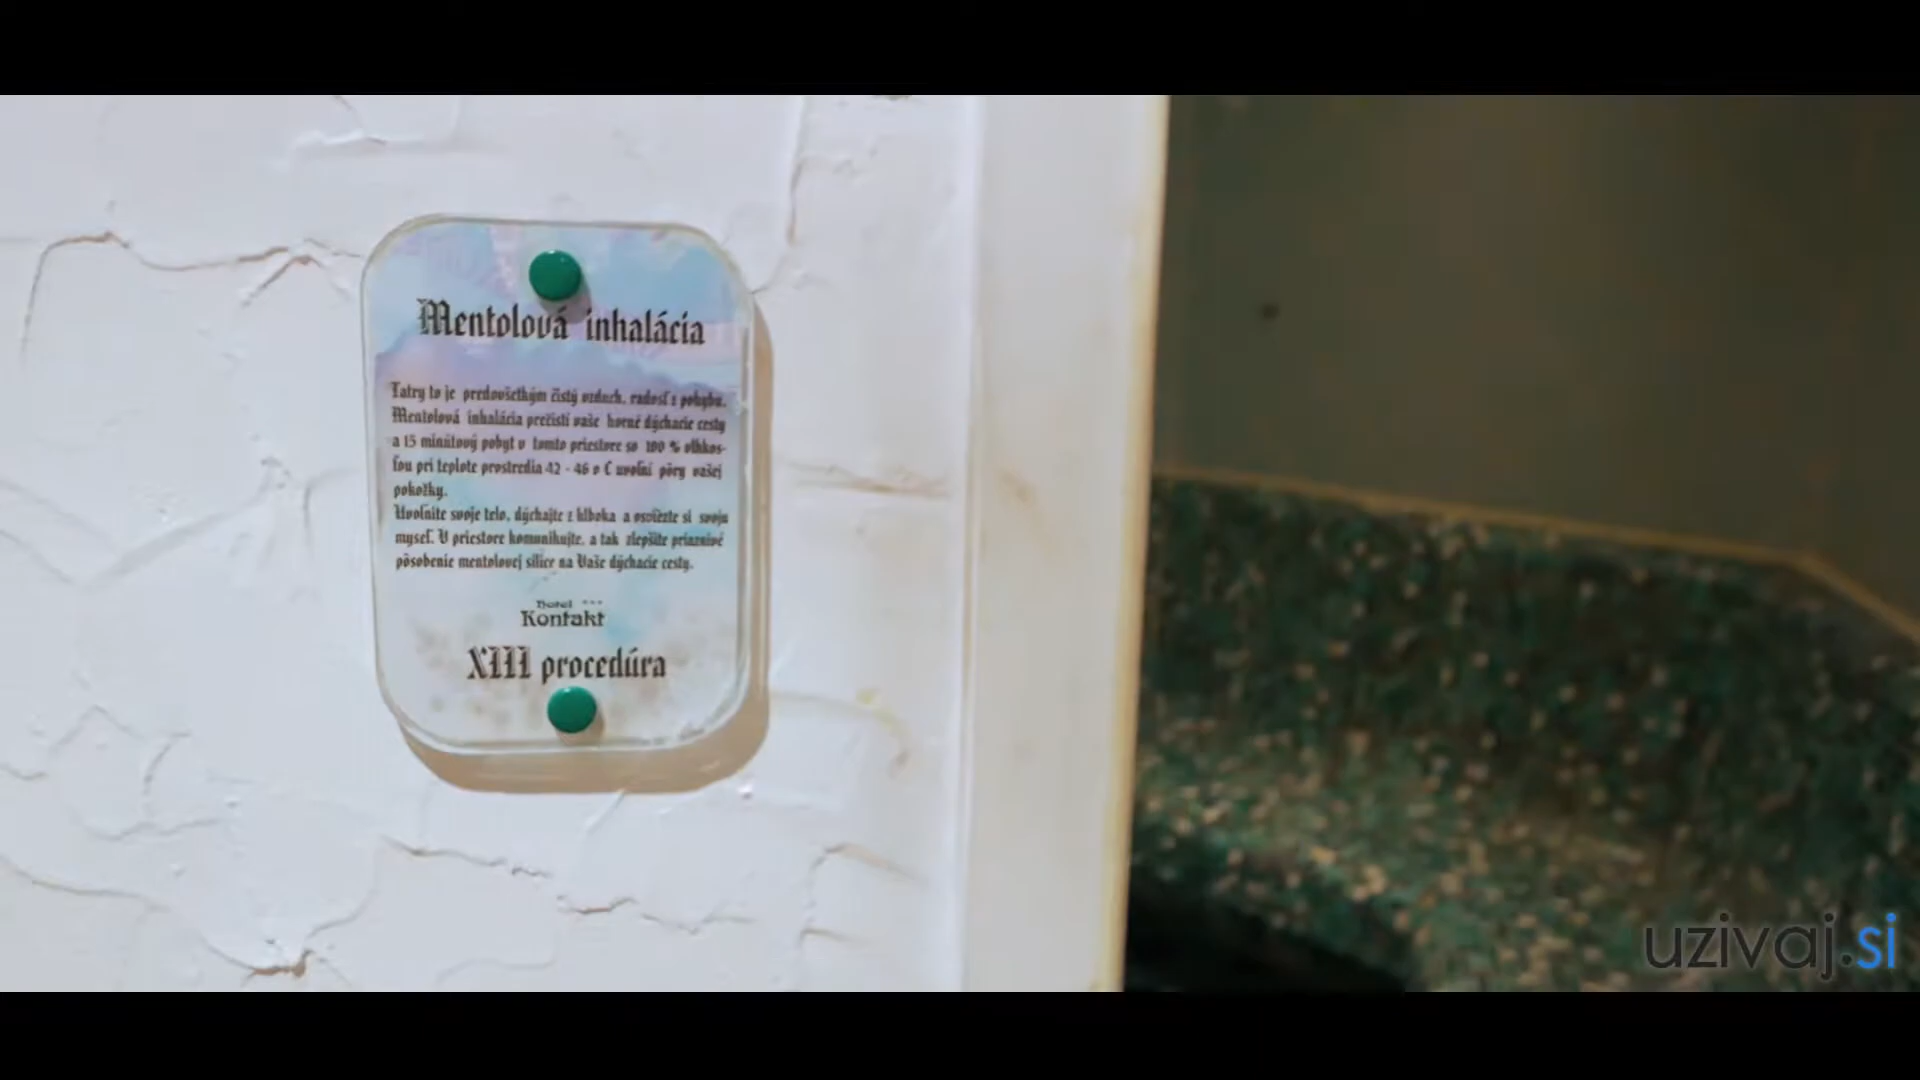 Mentolová inhalácia
Tatry to je predovšetkým čistý vzduch, radosť z pohybu.
Mentolová inhalácia prečistí vaše horné dýchacie cesty
a 15 minútový pobyt v tomto priestore so 100 % vlhkos-
ťou pri teplote prostredia 42 - 46 o C uvoľní póry vašej
pokožky.
Uvoľnite svoje telo, dýchajte z hlboka a osviežte si svoju
myseľ. V priestore komunikujte, a tak zlepšíte priaznivé
pôsobenie mentolovej silice na Vaše dýchacie cesty.
hotel ***
Kontakt
XIII procedúra
uzivaj.si